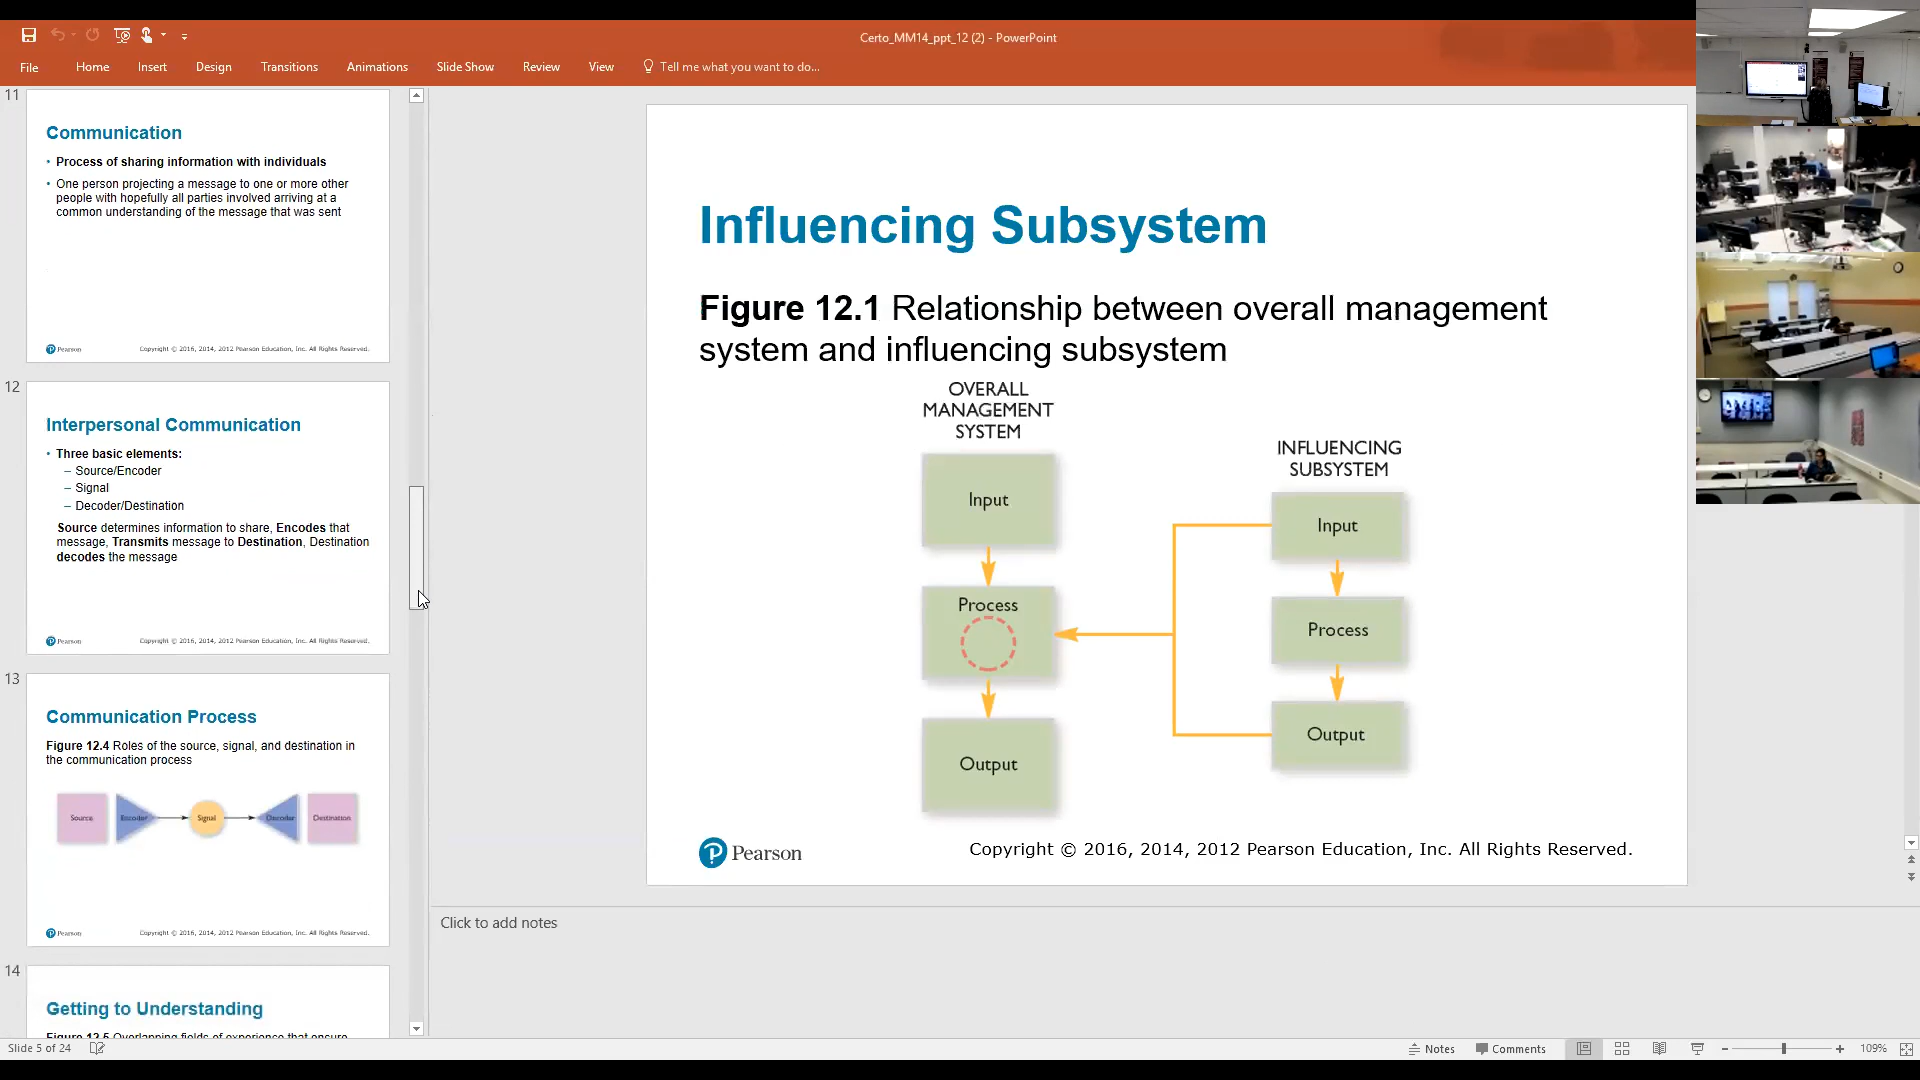 Certo_MM14_ppt_12 (2) - PowerPoint
File Home Insert Design Transitions Animations Slide Show Review View Tell me what you want to do...
11
Communication
• Process of sharing information with individuals
• One person projecting a message to one or more other
people with hopefully all parties involved arriving at a
common understanding of the message that was sent
Pearson Copyright © 2016, 2014, 2012 Pearson Education, Inc. All Rights Reserved.
12
Interpersonal Communication
• Three basic elements:
– Source/Encoder
– Signal
– Decoder/Destination
Source determines information to share, Encodes that
message, Transmits message to Destination, Destination
decodes the message
Pearson Copyright © 2016, 2014, 2012 Pearson Education, Inc. All Rights Reserved.
13
Communication Process
Figure 12.4 Roles of the source, signal, and destination in
the communication process
Source Encoder Signal Decoder Destination
Pearson Copyright © 2016, 2014, 2012 Pearson Education, Inc. All Rights Reserved.
14
Getting to Understanding
Figure 12.5 Overlapping fields of experience that ensure
Influencing Subsystem
Figure 12.1 Relationship between overall management
system and influencing subsystem
OVERALL
MANAGEMENT
SYSTEM
Input
Process
Output
INFLUENCING
SUBSYSTEM
Input
Process
Output
Pearson Copyright © 2016, 2014, 2012 Pearson Education, Inc. All Rights Reserved.
Click to add notes
Slide 5 of 24 Notes Comments 109%